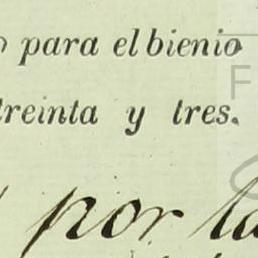 para el bienio
treinta y tres.
por la